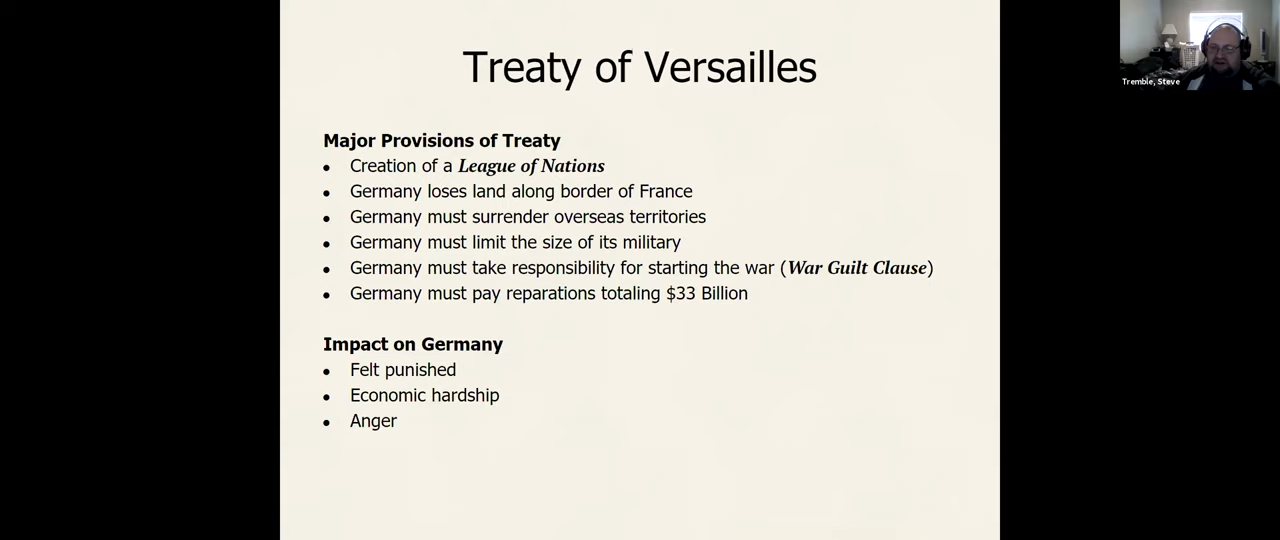 Treaty of Versailles
Tremble, Steve
Major Provisions of Treaty
• Creation of a League of Nations
• Germany loses land along border of France
• Germany must surrender overseas territories
• Germany must limit the size of its military
• Germany must take responsibility for starting the war (War Guilt Clause)
• Germany must pay reparations totaling $33 Billion
Impact on Germany
• Felt punished
• Economic hardship
• Anger